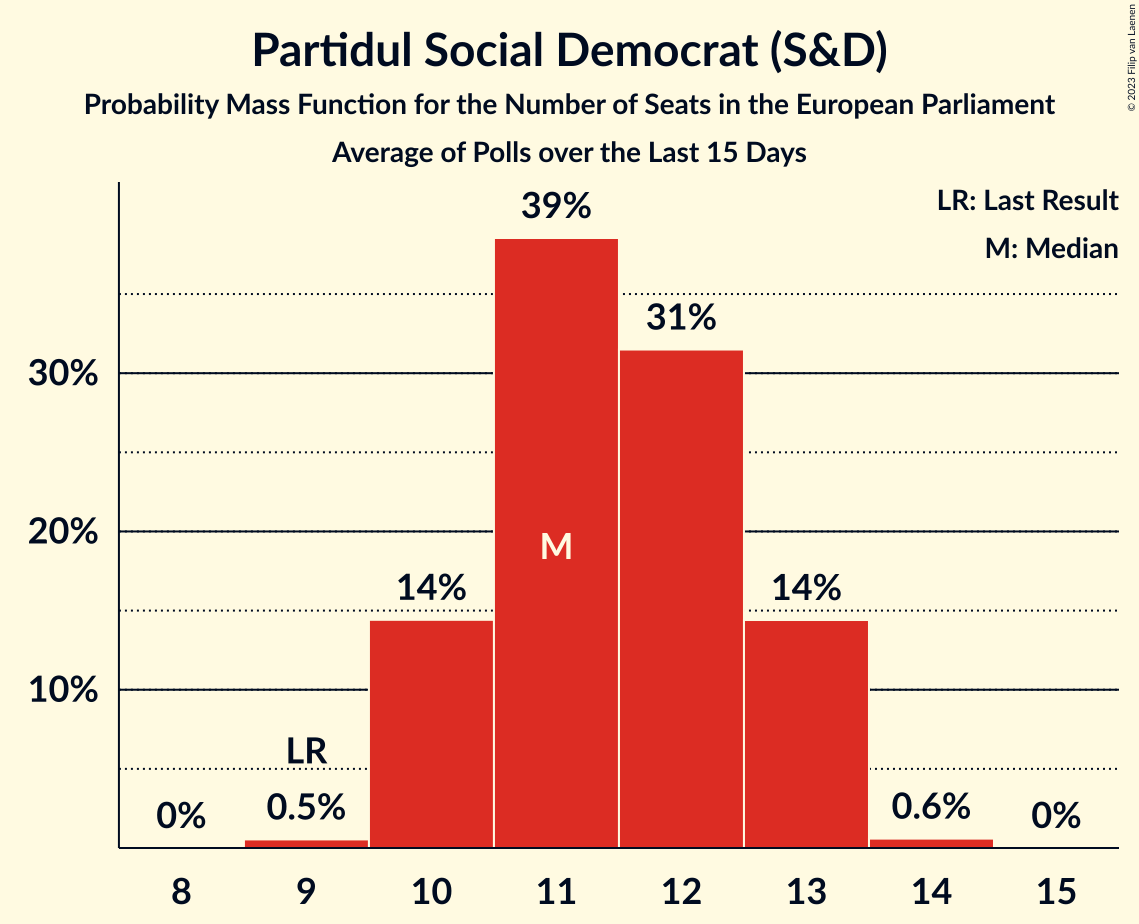 Partidul Social Democrat (S&D)
Probability Mass Function for the Number of Seats in the European Parliament
Average of Polls over the Last 15 Days
© 2023 Filip van Laenen
LR: Last Result
M: Median
39%
31%
30%
20%
M
14%
14%
10%
LR
0%
0.5%
0.6%
0%
8 9 10 11 12 13 14 15